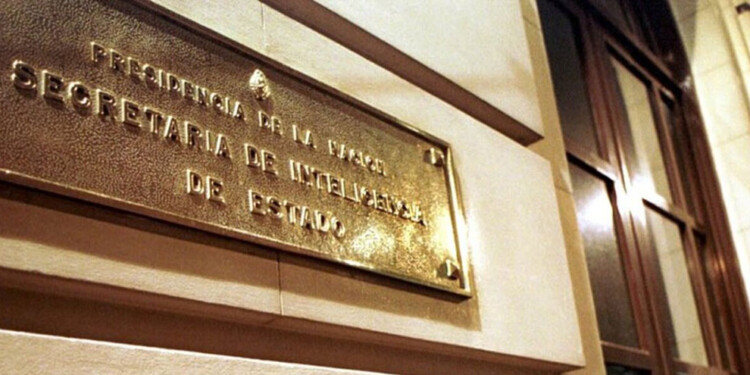 PRESIDENCIA DE LA NACION
SECRETARIA DE INTELIGENCIA
DE ESTADO